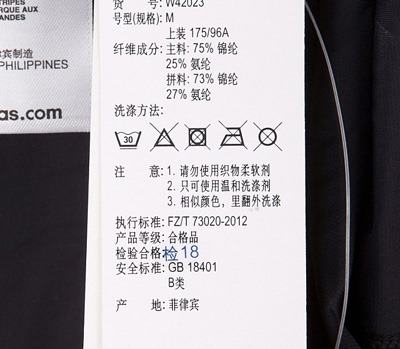 TRIPES
ARQUE AUX
BANDES
宾制造
PHILIPPINES
as.com
货 号: W42023
号型(规格): M
上装 175/96A
纤维成分: 主料: 75% 锦纶
25% 氨纶
拼料: 73% 锦纶
27% 氨纶
洗涤方法:
30
注 意: 1. 请勿使用织物柔软剂
2. 只可使用温和洗涤剂
3. 相似颜色，里翻外洗涤
执行标准: FZ/T 73020-2012
产品等级: 合格品
检验合格 检 18
安全标准: GB 18401
B类
产 地: 菲律宾